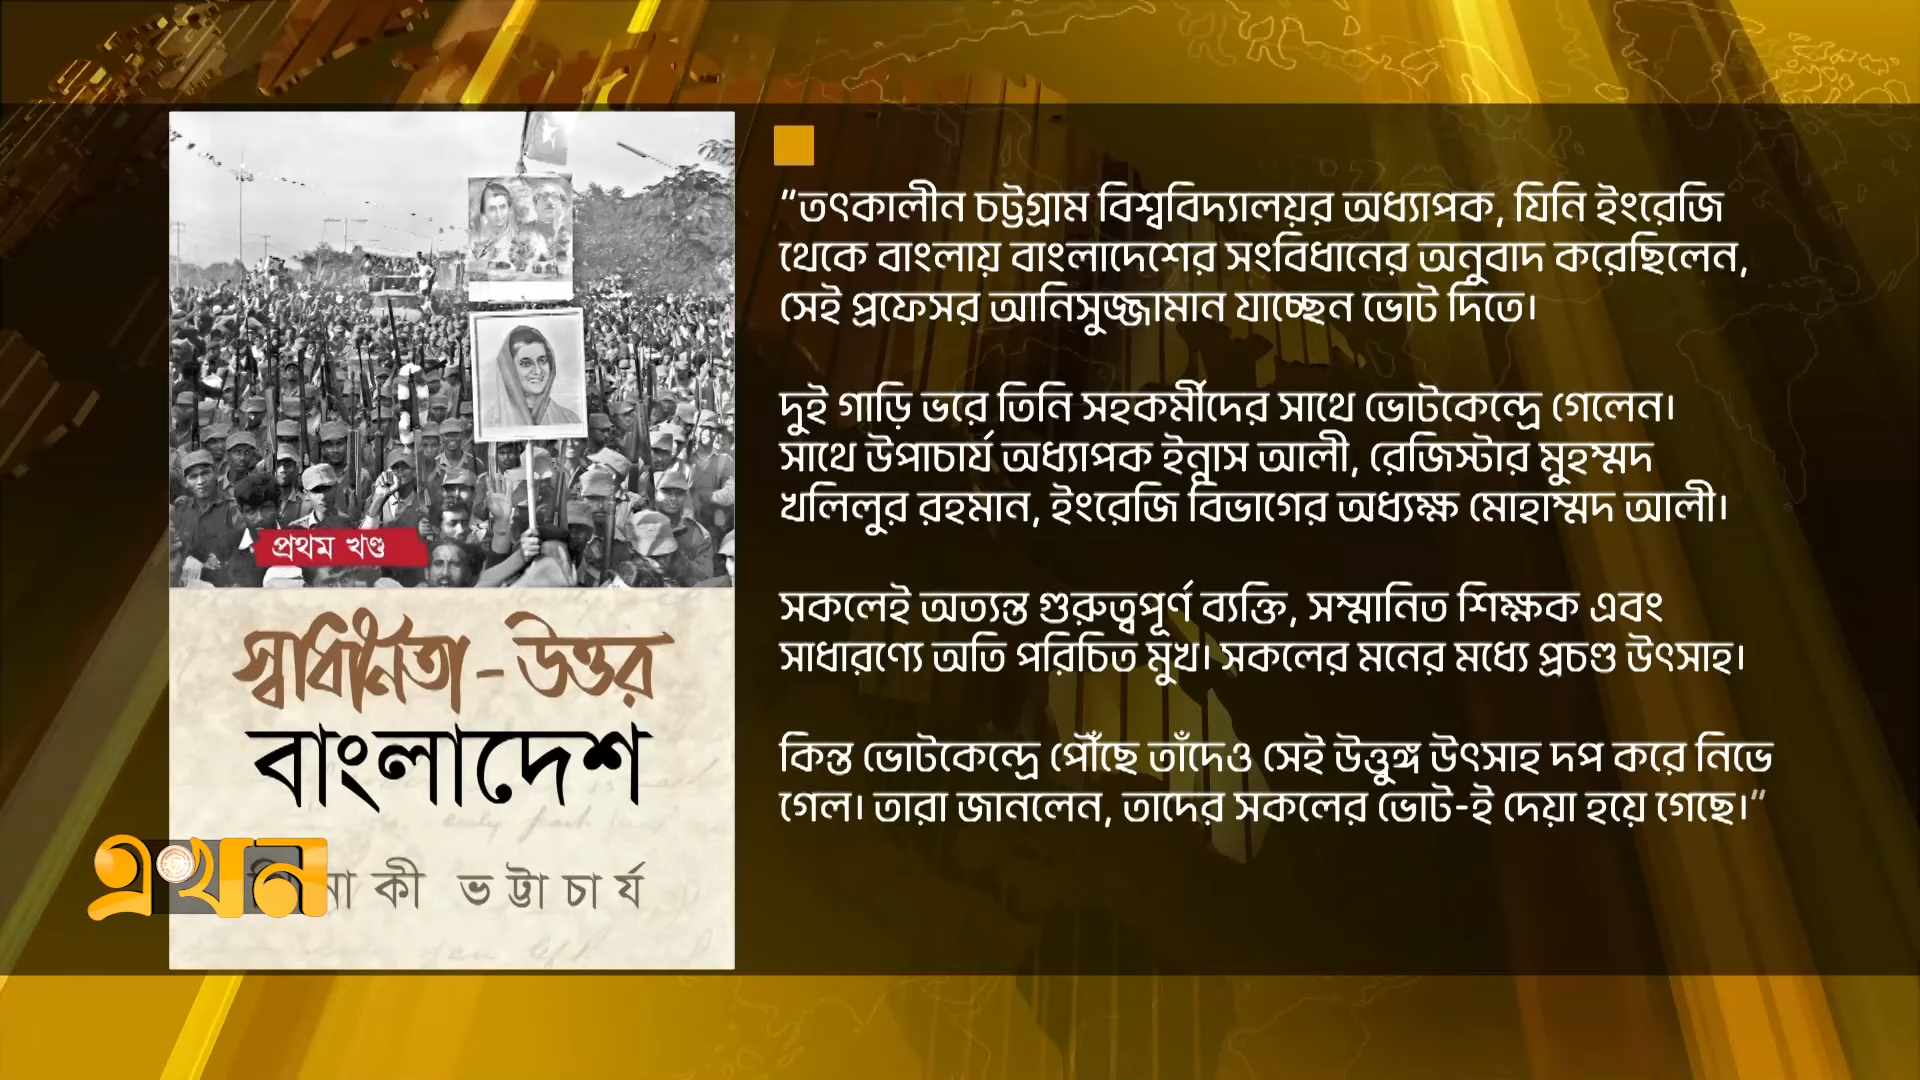 প্রথম খণ্ড
স্বাধীনতা - উত্তর
বাংলাদেশ
কী ভট্টাচার্য
এখন
“তৎকালীন চট্টগ্রাম বিশ্ববিদ্যালয়র অধ্যাপক, যিনি ইংরেজি
থেকে বাংলায় বাংলাদেশের সংবিধানের অনুবাদ করেছিলেন,
সেই প্রফেসর আনিসুজ্জামান যাচ্ছেন ভোট দিতে।
দুই গাড়ি ভরে তিনি সহকর্মীদের সাথে ভোটকেন্দ্রে গেলেন।
সাথে উপাচার্য অধ্যাপক ইন্নাস আলী, রেজিস্টার মুহম্মদ
খলিলুর রহমান, ইংরেজি বিভাগের অধ্যক্ষ মোহাম্মদ আলী।
সকলেই অত্যন্ত গুরুত্বপূর্ণ ব্যক্তি, সম্মানিত শিক্ষক এবং
সাধারণ্যে অতি পরিচিত মুখ। সকলের মনের মধ্যে প্রচণ্ড উৎসাহ।
কিন্ত ভোটকেন্দ্রে পৌঁছে তাঁদেও সেই উত্তুঙ্গ উৎসাহ দপ করে নিভে
গেল। তারা জানলেন, তাদের সকলের ভোট-ই দেয়া হয়ে গেছে।”